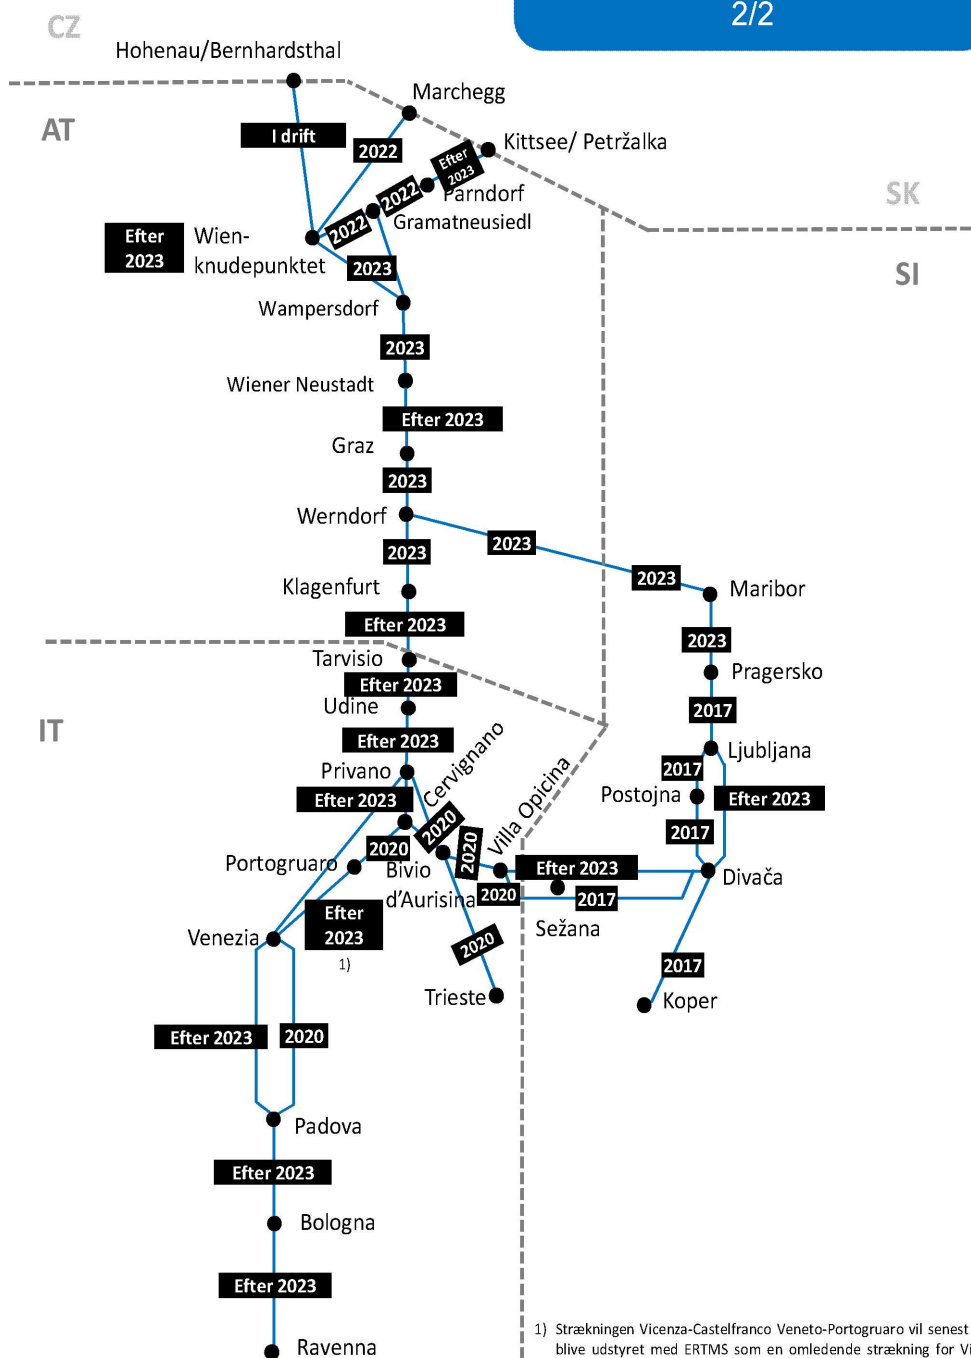 2/2
CZ
Hohenau/Bernhardsthal
Marchegg
AT
I drift
2022
Kittsee/ Petržalka
Efter
2023
Parndorf
2022
SK
Gramatneusiedl
2022
Efter
2023
Wien-
knudepunktet
2023
SI
Wampersdorf
2023
Wiener Neustadt
Efter 2023
Graz
2023
Werndorf
2023
2023
2023
Klagenfurt
Maribor
Efter 2023
2023
Tarvisio
Pragersko
Efter 2023
Udine
2017
IT
Efter 2023
Ljubljana
Privano
Cervignano
2017
Efter 2023
Postojna
Efter 2023
2020
2017
Villa Opicina
2020
2020
Portogruaro
Bivio
d'Aurisina
Efter 2023
Divača
2020
2017
Efter
2023
1)
Sežana
Venezia
2020
2017
Trieste
Koper
Efter 2023
2020
Padova
Efter 2023
Bologna
Efter 2023
Ravenna
1) Strækningen Vicenza-Castelfranco Veneto-Portogruaro vil senest
blive udstyret med ERTMS som en omledende strækning for Vi